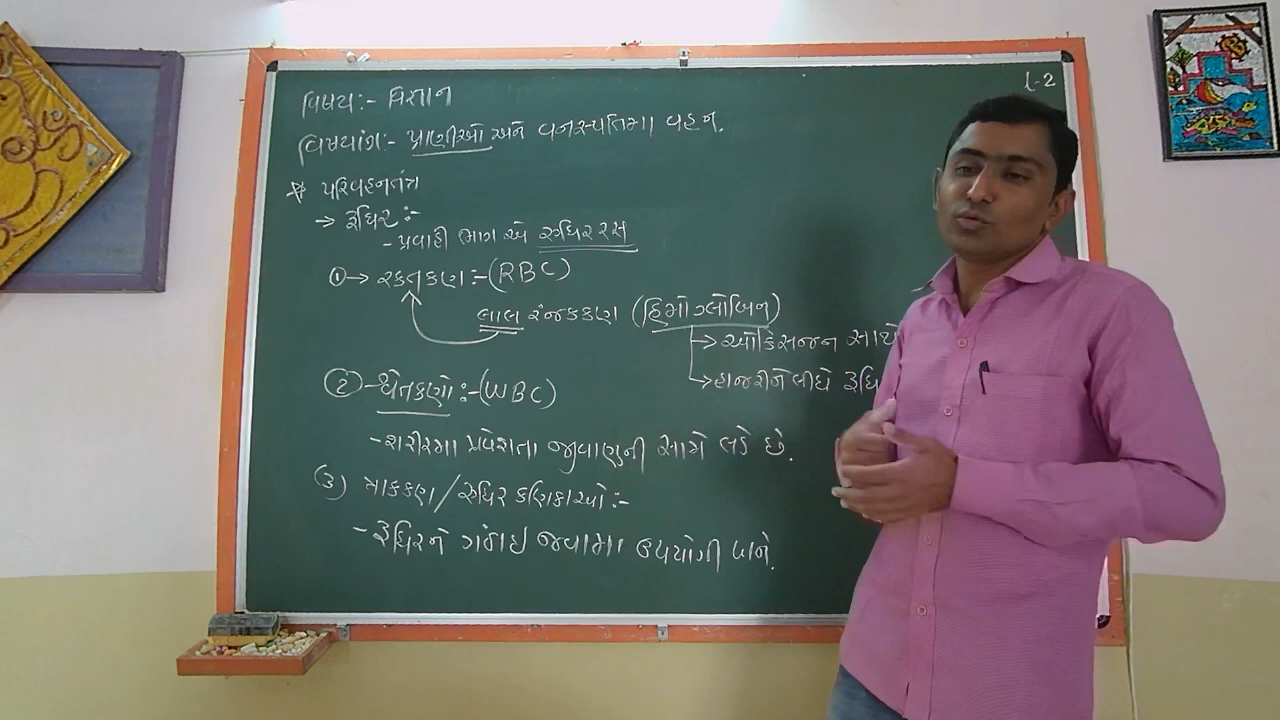 L-2
વિષય:- વિજ્ઞાન
વિષયાંગ:- પ્રાણીઓ અને વનસ્પતિમા વહન.
* પરિવહનતંત્ર
→ રૂધિર:-
- પ્રવાહી ભાગ એ રુધિરરસ
① → રક્તકણ:-(RBC)
લાલ રંજકકણ (હિમોગ્લોબિન)
→ ઓક્સિજન સાથે
→ હાજરીને લીધે રૂધિ
② - શ્વેતકણો:-(WBC)
- શરીરમા પ્રવેશતા જીવાણુની સામે લડે છે.
૩) ત્રાકકણ/રુધિર કણિકાઓ:-
- રૂધિરને ગંઠાઇ જવામા ઉપયોગી બને.